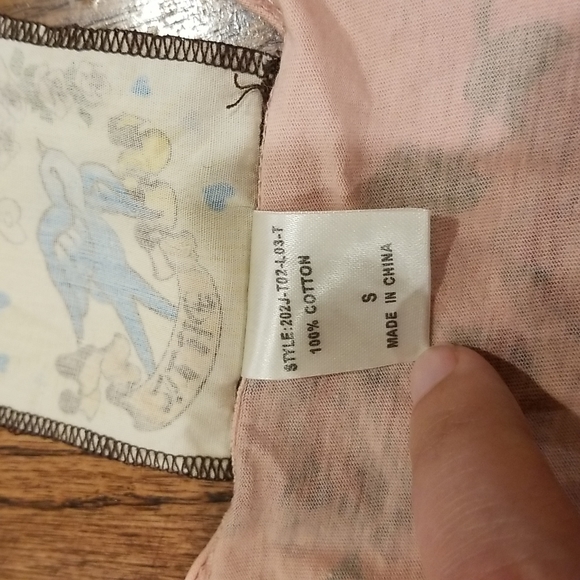 STYLE:202J-T02-L03-T
100% COTTON
S
MADE IN CHINA